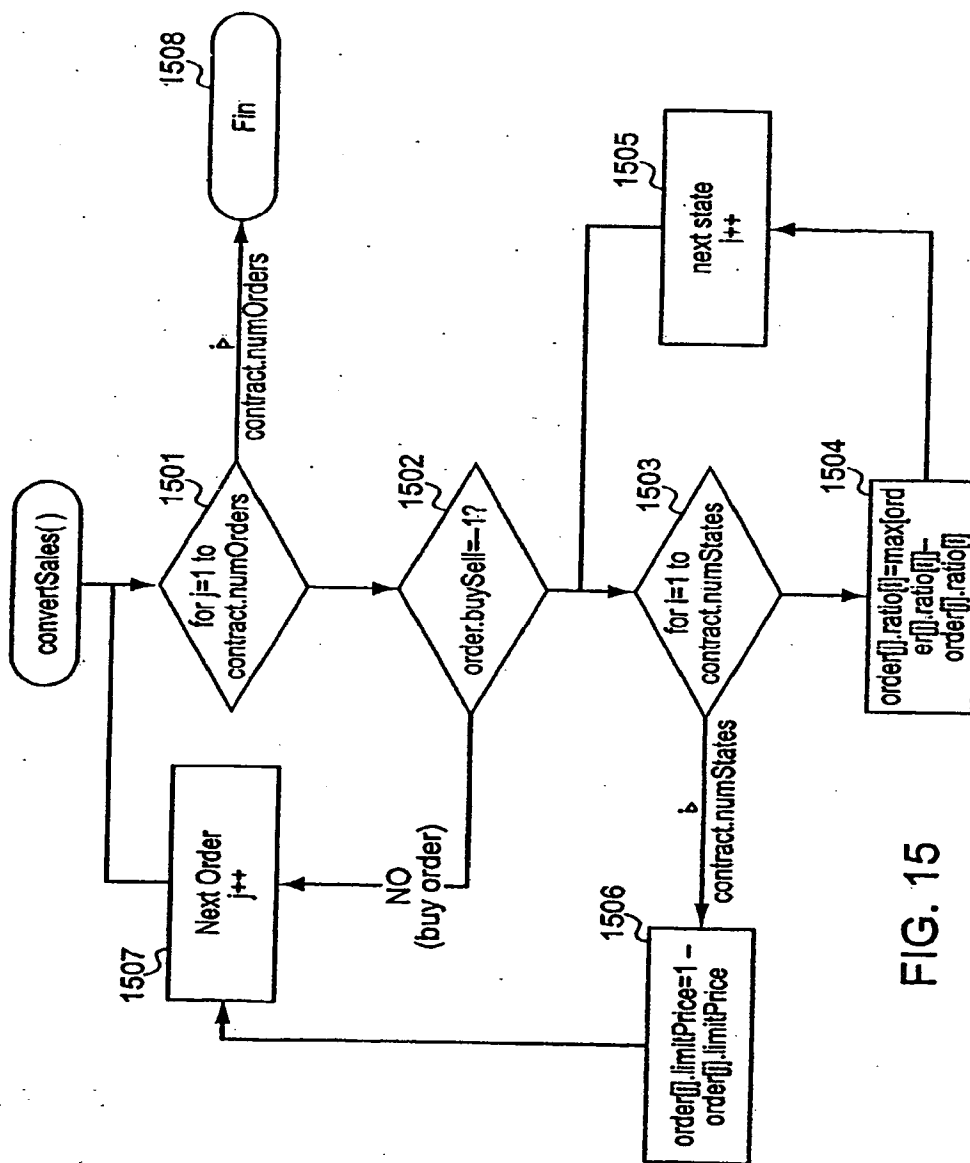 convertSales( )
1501
for j=1 to
contract.numOrders
j>
contract.numOrders
1508
Fin
1507
Next Order
j++
1502
order.buySell=–1?
NO
(buy order)
1503
for i=1 to
contract.numStates
1505
next state
i++
i>
contract.numStates
1506
order[j].limitPrice=1 –
order[j].limitPrice
1504
order[j].ratio[i]=max[ord
er[j].ratio[i]]–
order[j].ratio[i]
FIG. 15